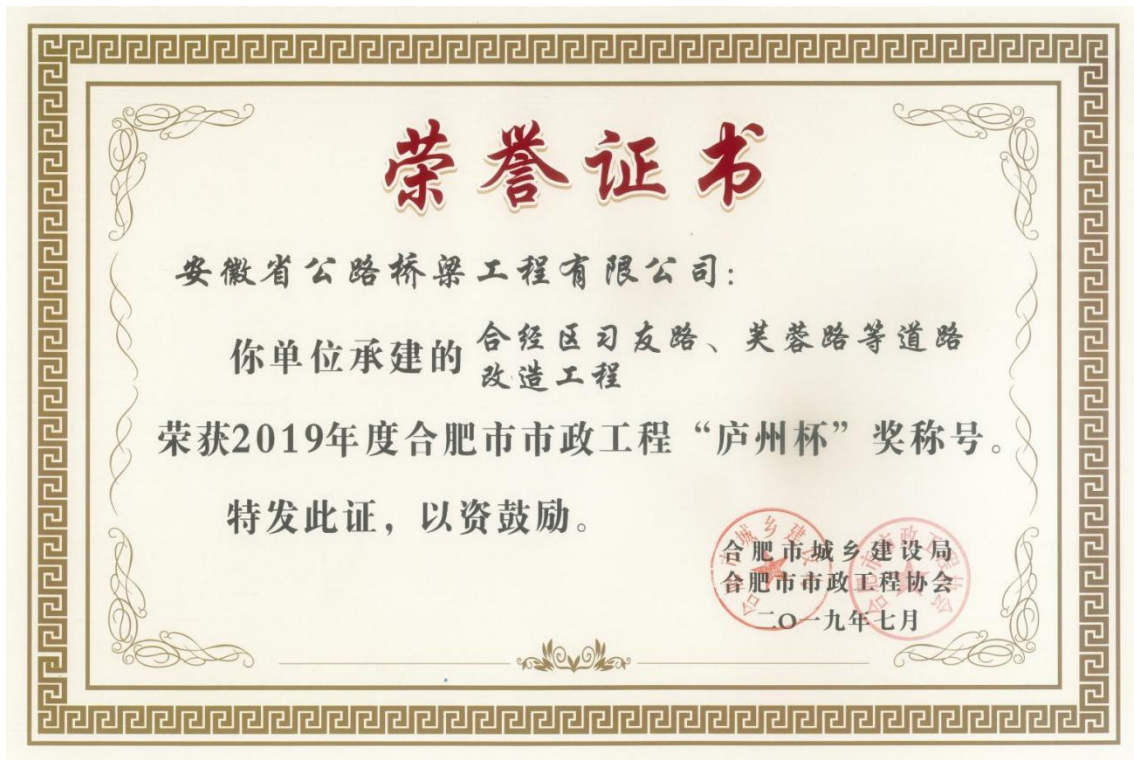 荣誉证书
安徽省公路桥梁工程有限公司：
你单位承建的 合经区习友路、芙蓉路等道路
改造工程
荣获2019年度合肥市市政工程“庐州杯”奖称号。
特发此证，以资鼓励。
合肥市城乡建设局
合肥市市政工程协会
二〇一九年七月